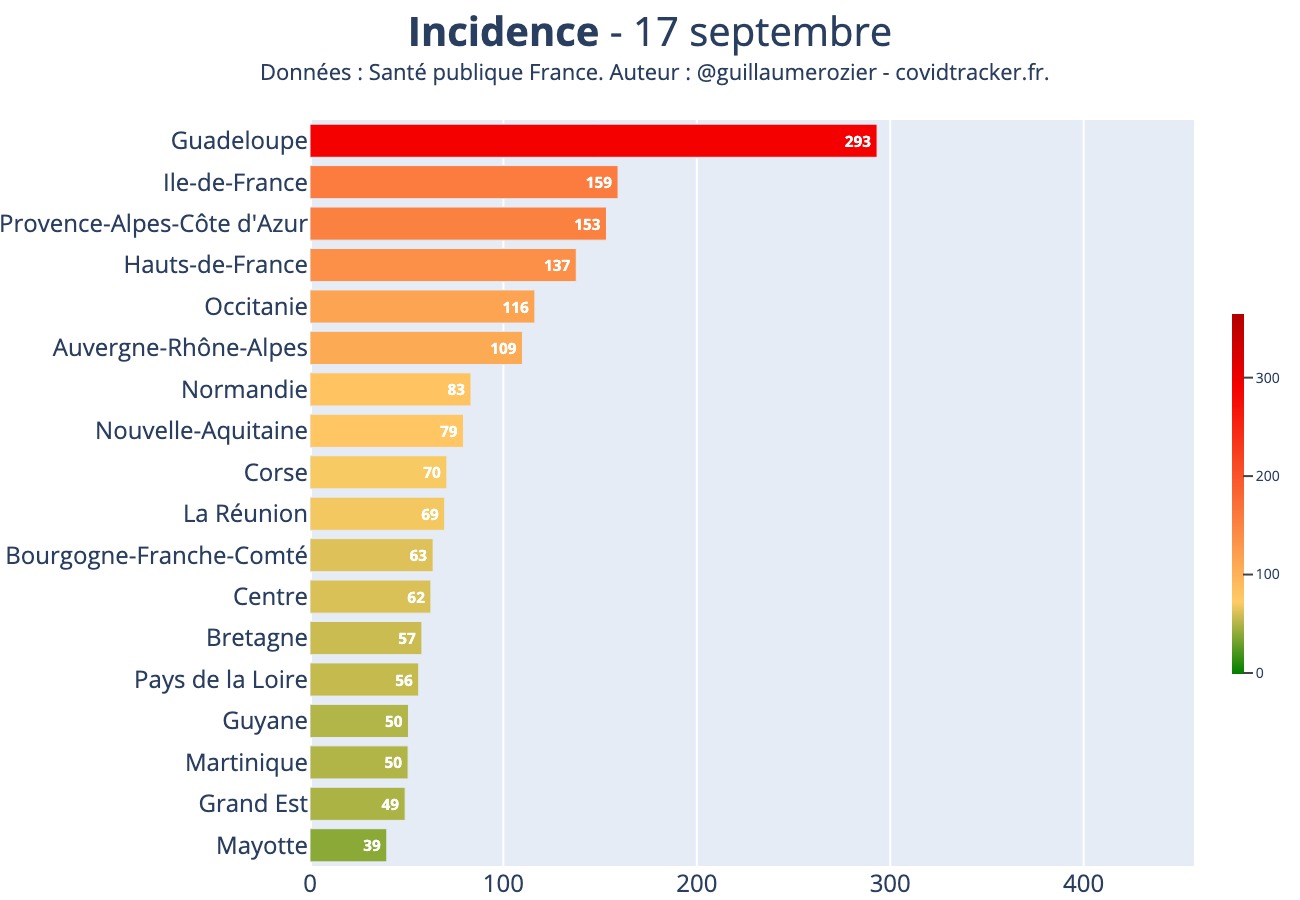 Incidence - 17 septembre
Données : Santé publique France. Auteur : @guillaumerozier - covidtracker.fr.
Guadeloupe 293
Ile-de-France 159
Provence-Alpes-Côte d'Azur 153
Hauts-de-France 137
Occitanie 116
Auvergne-Rhône-Alpes 109
Normandie 83
Nouvelle-Aquitaine 79
Corse 70
La Réunion 69
Bourgogne-Franche-Comté 63
Centre 62
Bretagne 57
Pays de la Loire 56
Guyane 50
Martinique 50
Grand Est 49
Mayotte 39
0 100 200 300 400
300
200
100
0